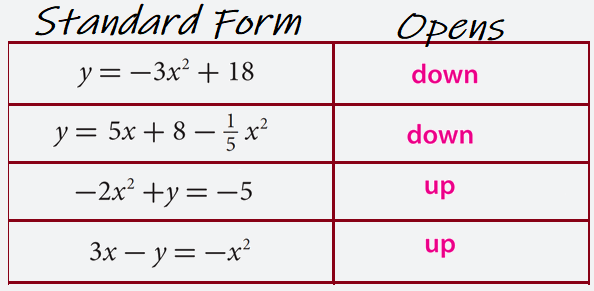 Standard Form Opens
y = −3x² + 18 down
y = 5x + 8 − 1/5 x² down
−2x² + y = −5 up
3x − y = −x² up